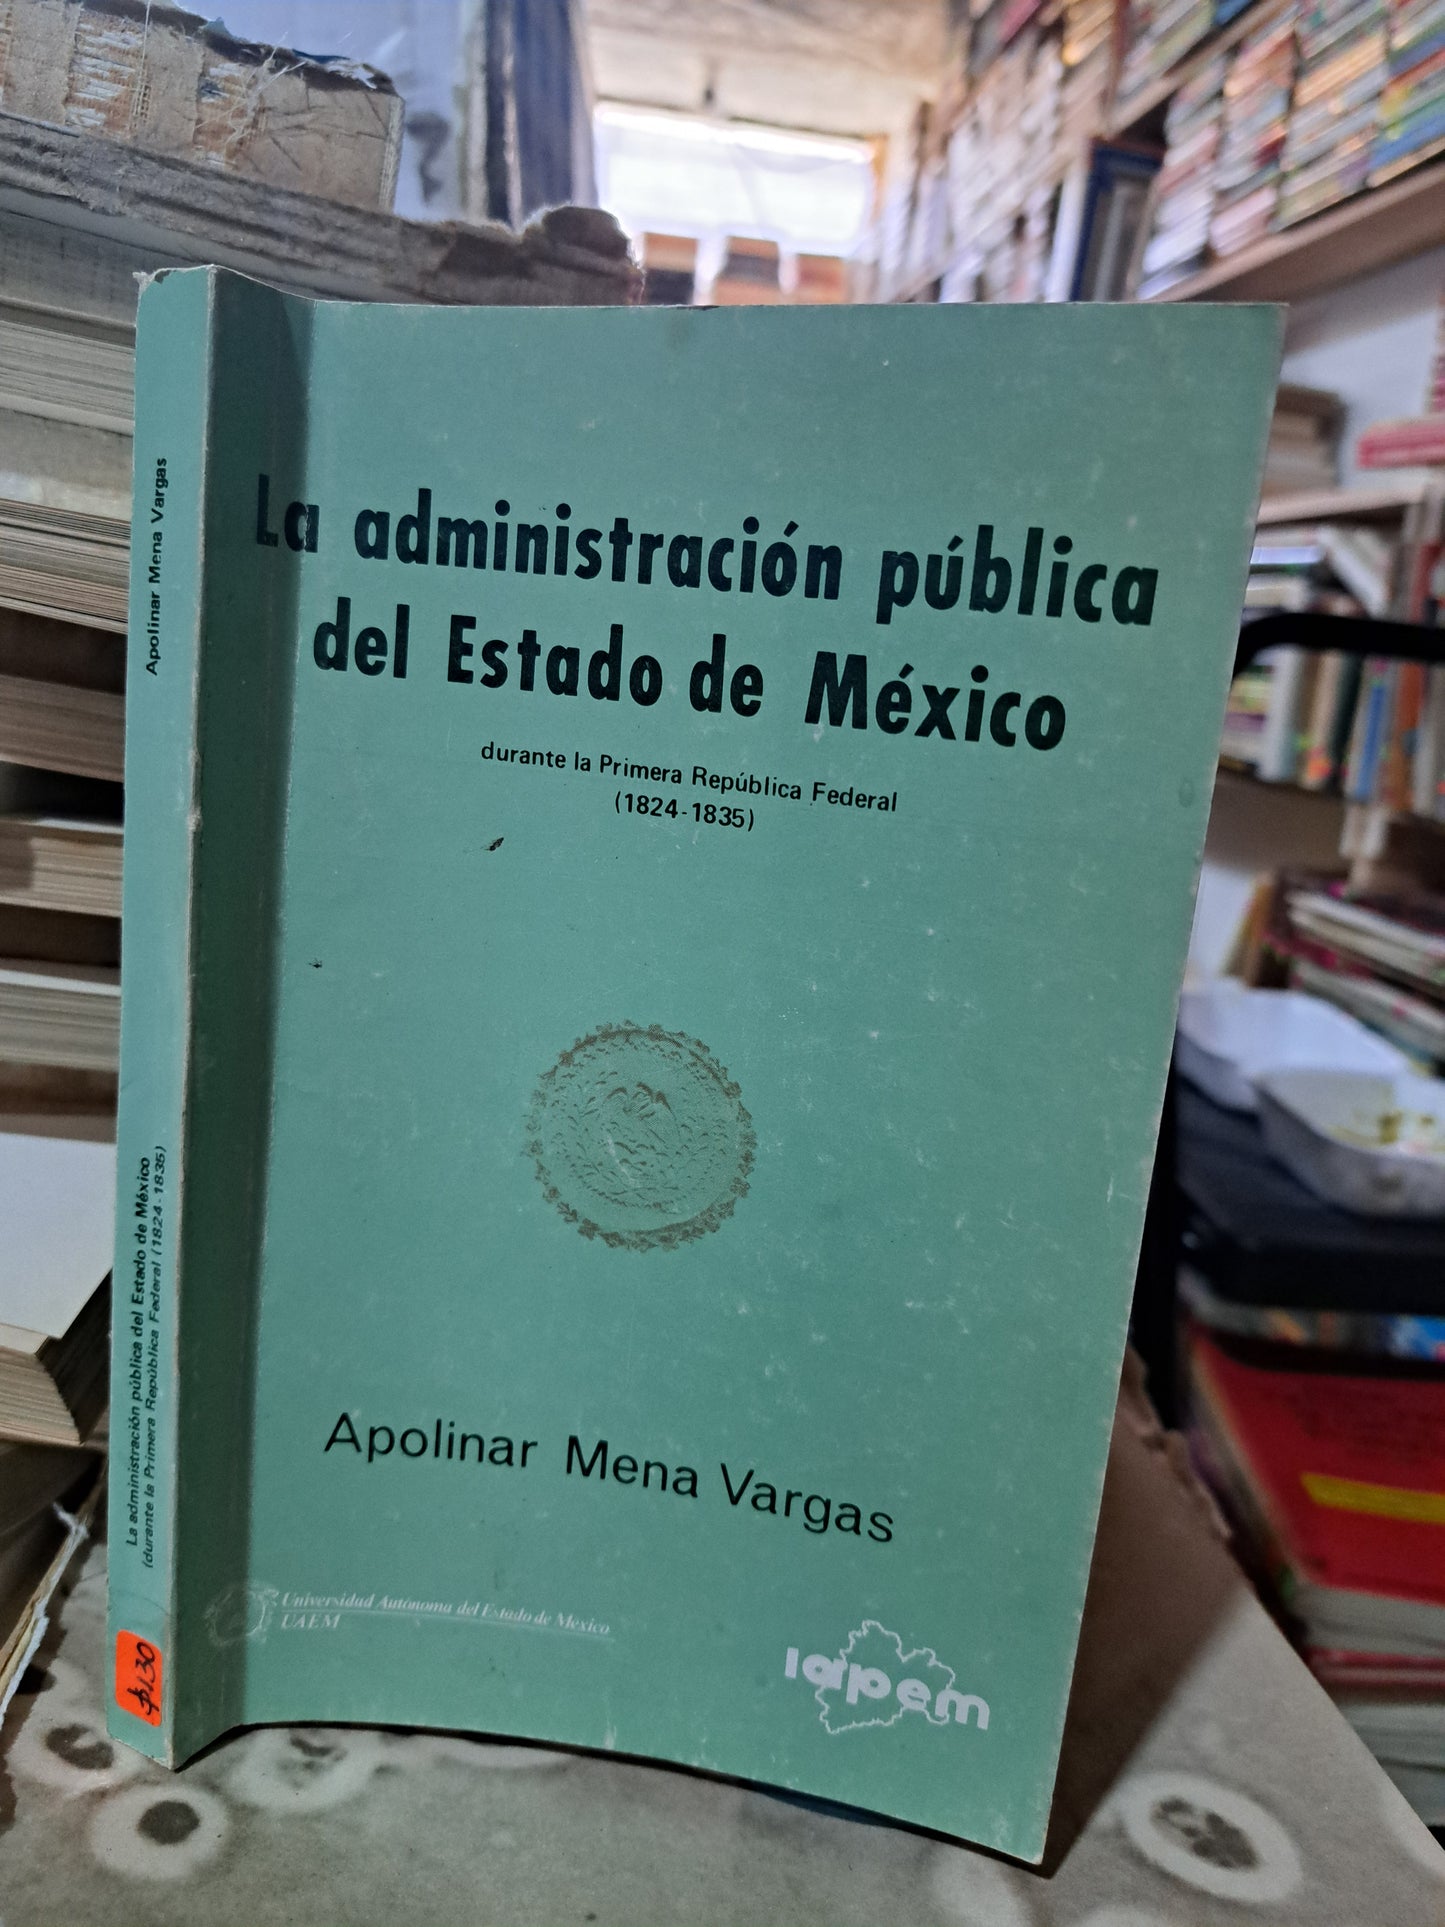 La administración pública
del Estado de México
durante la Primera República Federal
(1824-1835)
Apolinar Mena Vargas
Universidad Autónoma del Estado de México
UAEM
iapem
Apolinar Mena Vargas
La administración pública del Estado de México
(durante la Primera República Federal (1824-1835)
$130